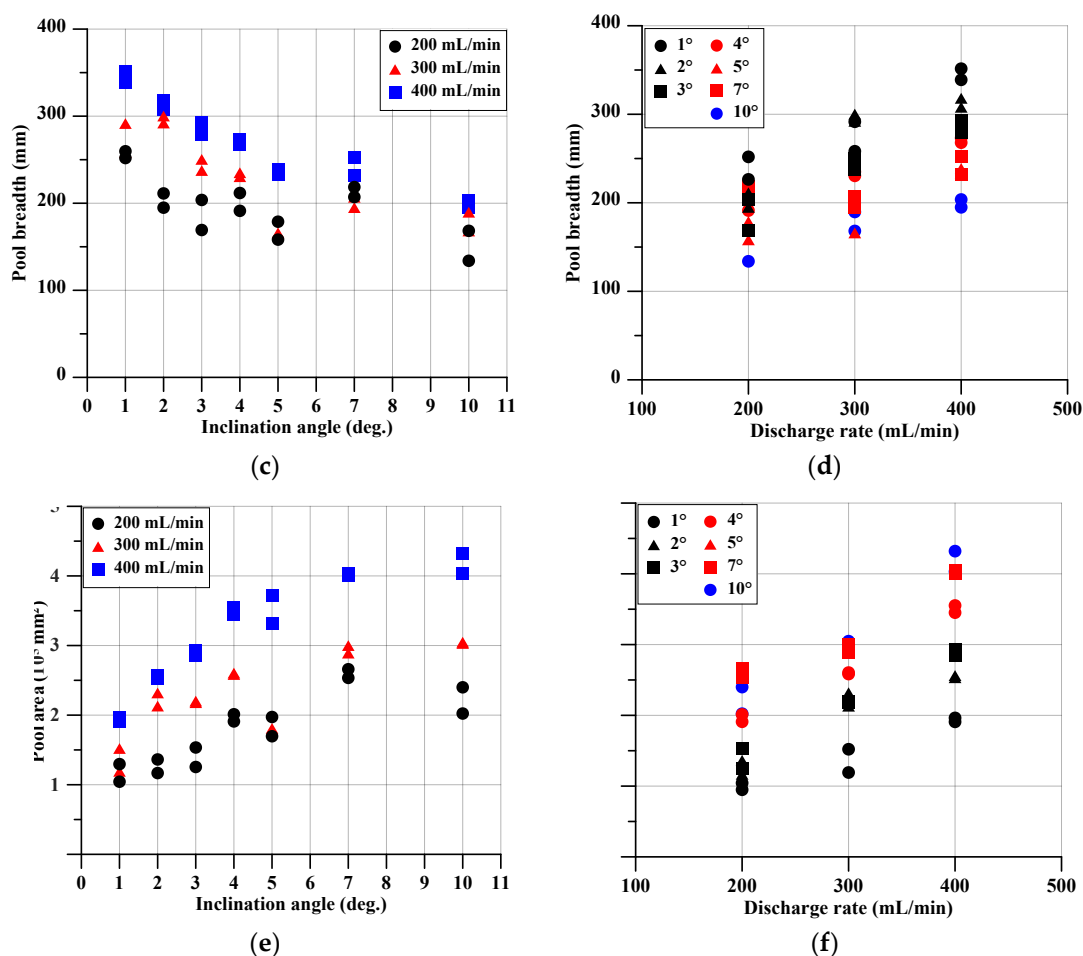 400
300
200
100
0
Pool breadth (mm)
200 mL/min
300 mL/min
400 mL/min
0 1 2 3 4 5 6 7 8 9 10 11
Inclination angle (deg.)
(c)
400
300
200
100
0
Pool breadth (mm)
1° 4°
2° 5°
3° 7°
10°
100 200 300 400 500
Discharge rate (mL/min)
(d)
4
3
2
1
Pool area (10³ mm²)
200 mL/min
300 mL/min
400 mL/min
0 1 2 3 4 5 6 7 8 9 10 11
Inclination angle (deg.)
(e)
1° 4°
2° 5°
3° 7°
10°
100 200 300 400 500
Discharge rate (mL/min)
(f)